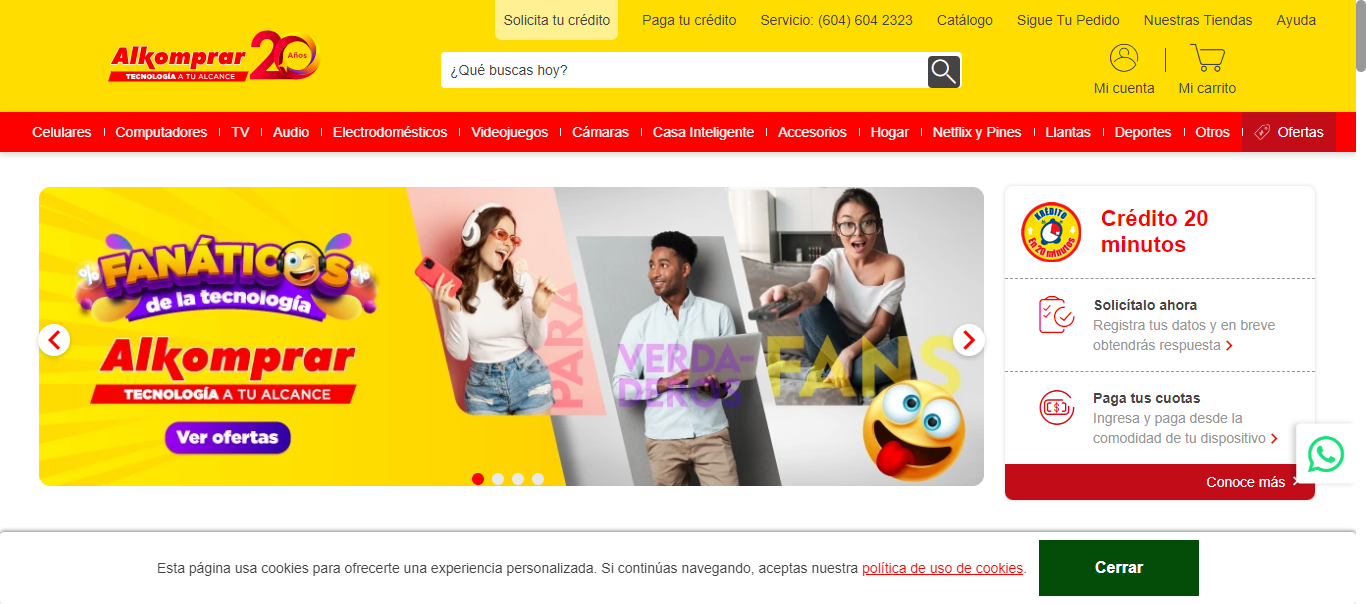 Solicita tu crédito
Paga tu crédito
Servicio: (604) 604 2323
Catálogo
Sigue Tu Pedido
Nuestras Tiendas
Ayuda
Alkomprar 20 Años
TECNOLOGÍA A TU ALCANCE
¿Qué buscas hoy?
Mi cuenta
Mi carrito
Celulares
Computadores
TV
Audio
Electrodomésticos
Videojuegos
Cámaras
Casa Inteligente
Accesorios
Hogar
Netflix y Pines
Llantas
Deportes
Otros
Ofertas
% FANÁTICOS %
de la tecnología
Alkomprar
TECNOLOGÍA A TU ALCANCE
Ver ofertas
PARA
VERDA-
DEROS
FANS
KRÉDITO
En 20 minutos
Crédito 20
minutos
Solicítalo ahora
Registra tus datos y en breve
obtendrás respuesta
Paga tus cuotas
Ingresa y paga desde la
comodidad de tu dispositivo
Conoce más
Esta página usa cookies para ofrecerte una experiencia personalizada. Si continúas navegando, aceptas nuestra política de uso de cookies.
Cerrar